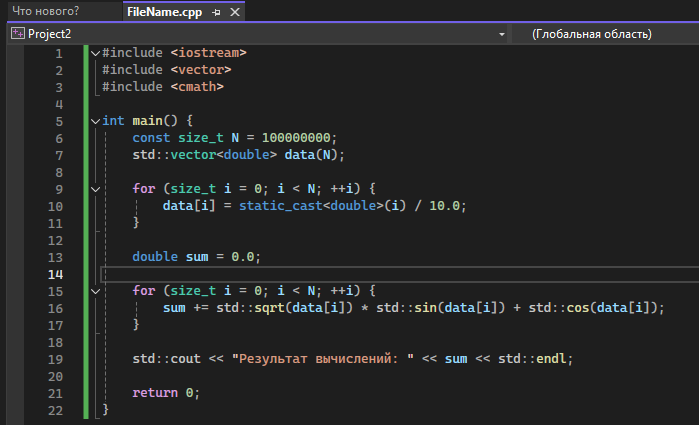 Что нового?
FileName.cpp
Project2
(Глобальная область)
1 #include <iostream>
2 #include <vector>
3 #include <cmath>
4
5 int main() {
6     const size_t N = 100000000;
7     std::vector<double> data(N);
8
9     for (size_t i = 0; i < N; ++i) {
10         data[i] = static_cast<double>(i) / 10.0;
11     }
12
13     double sum = 0.0;
14
15     for (size_t i = 0; i < N; ++i) {
16         sum += std::sqrt(data[i]) * std::sin(data[i]) + std::cos(data[i]);
17     }
18
19     std::cout << "Результат вычислений: " << sum << std::endl;
20
21     return 0;
22 }